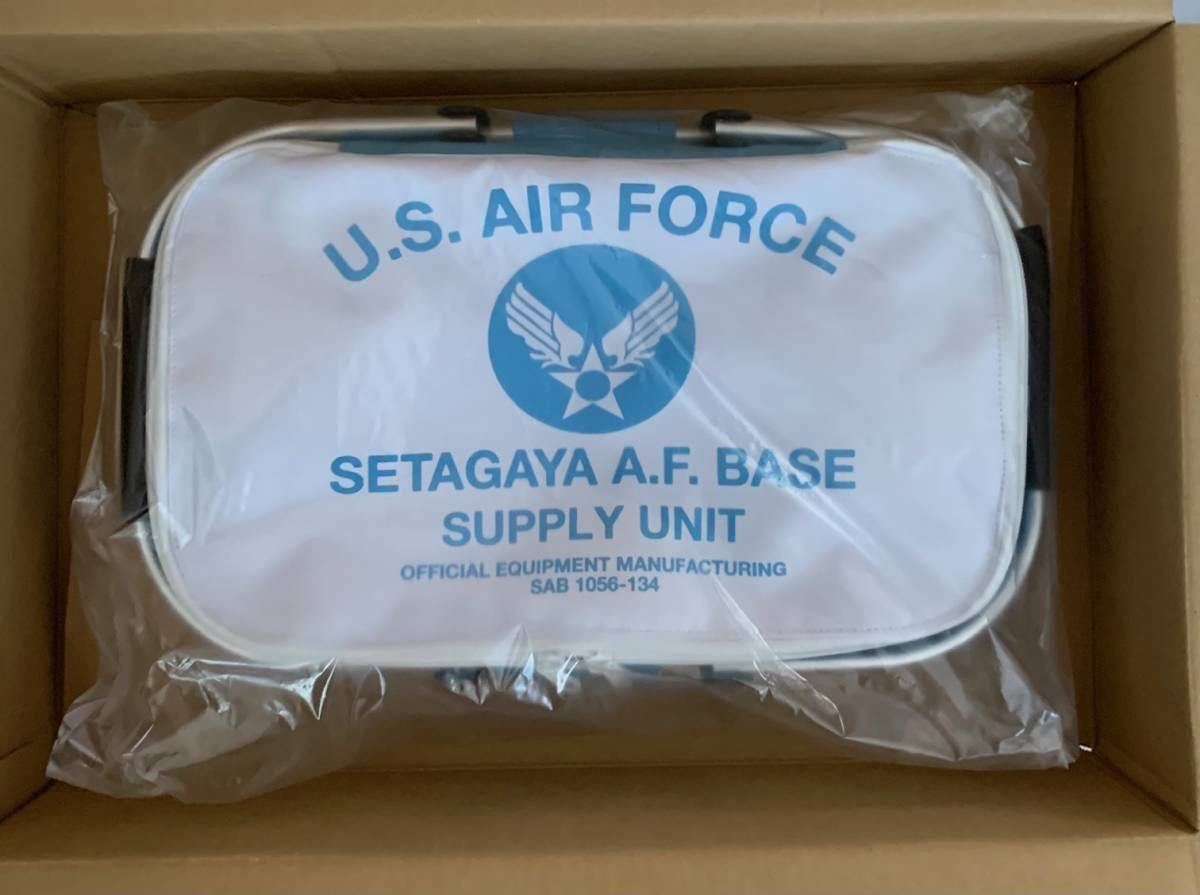 U.S. AIR FORCE
SETAGAYA A.F. BASE
SUPPLY UNIT
OFFICIAL EQUIPMENT MANUFACTURING
SAB 1056-134